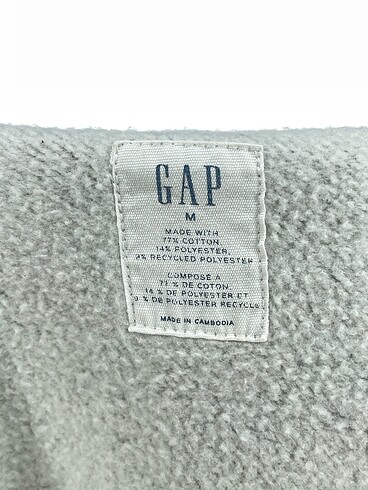 GAP
M
MADE WITH
77% COTTON,
14% POLYESTER,
9% RECYCLED POLYESTER
COMPOSÉ À
77 % DE COTON,
14 % DE POLYESTER ET
9 % DE POLYESTER RECYCLÉ
MADE IN CAMBODIA